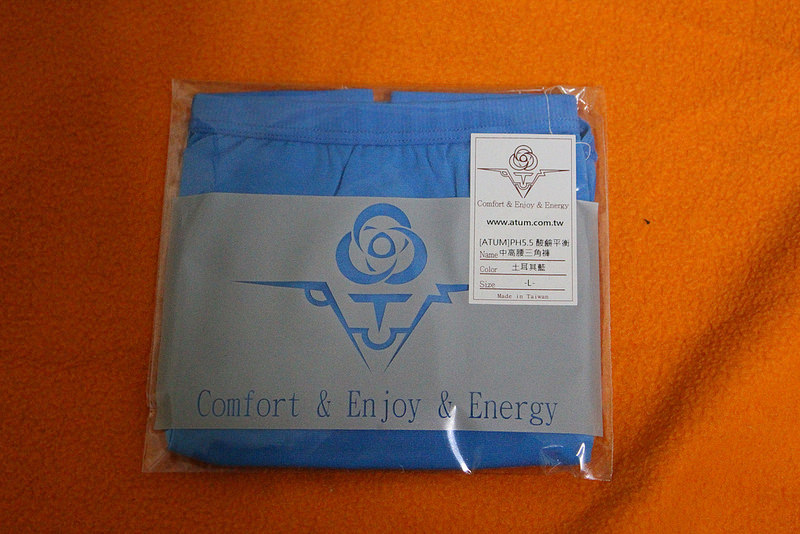 Comfort & Enjoy & Energy
www.atum.com.tw
[ATUM]PH5.5 酸鹼平衡
Name 中高腰三角褲
Color 土耳其藍
Size -L-
Made in Taiwan
Comfort & Enjoy & Energy